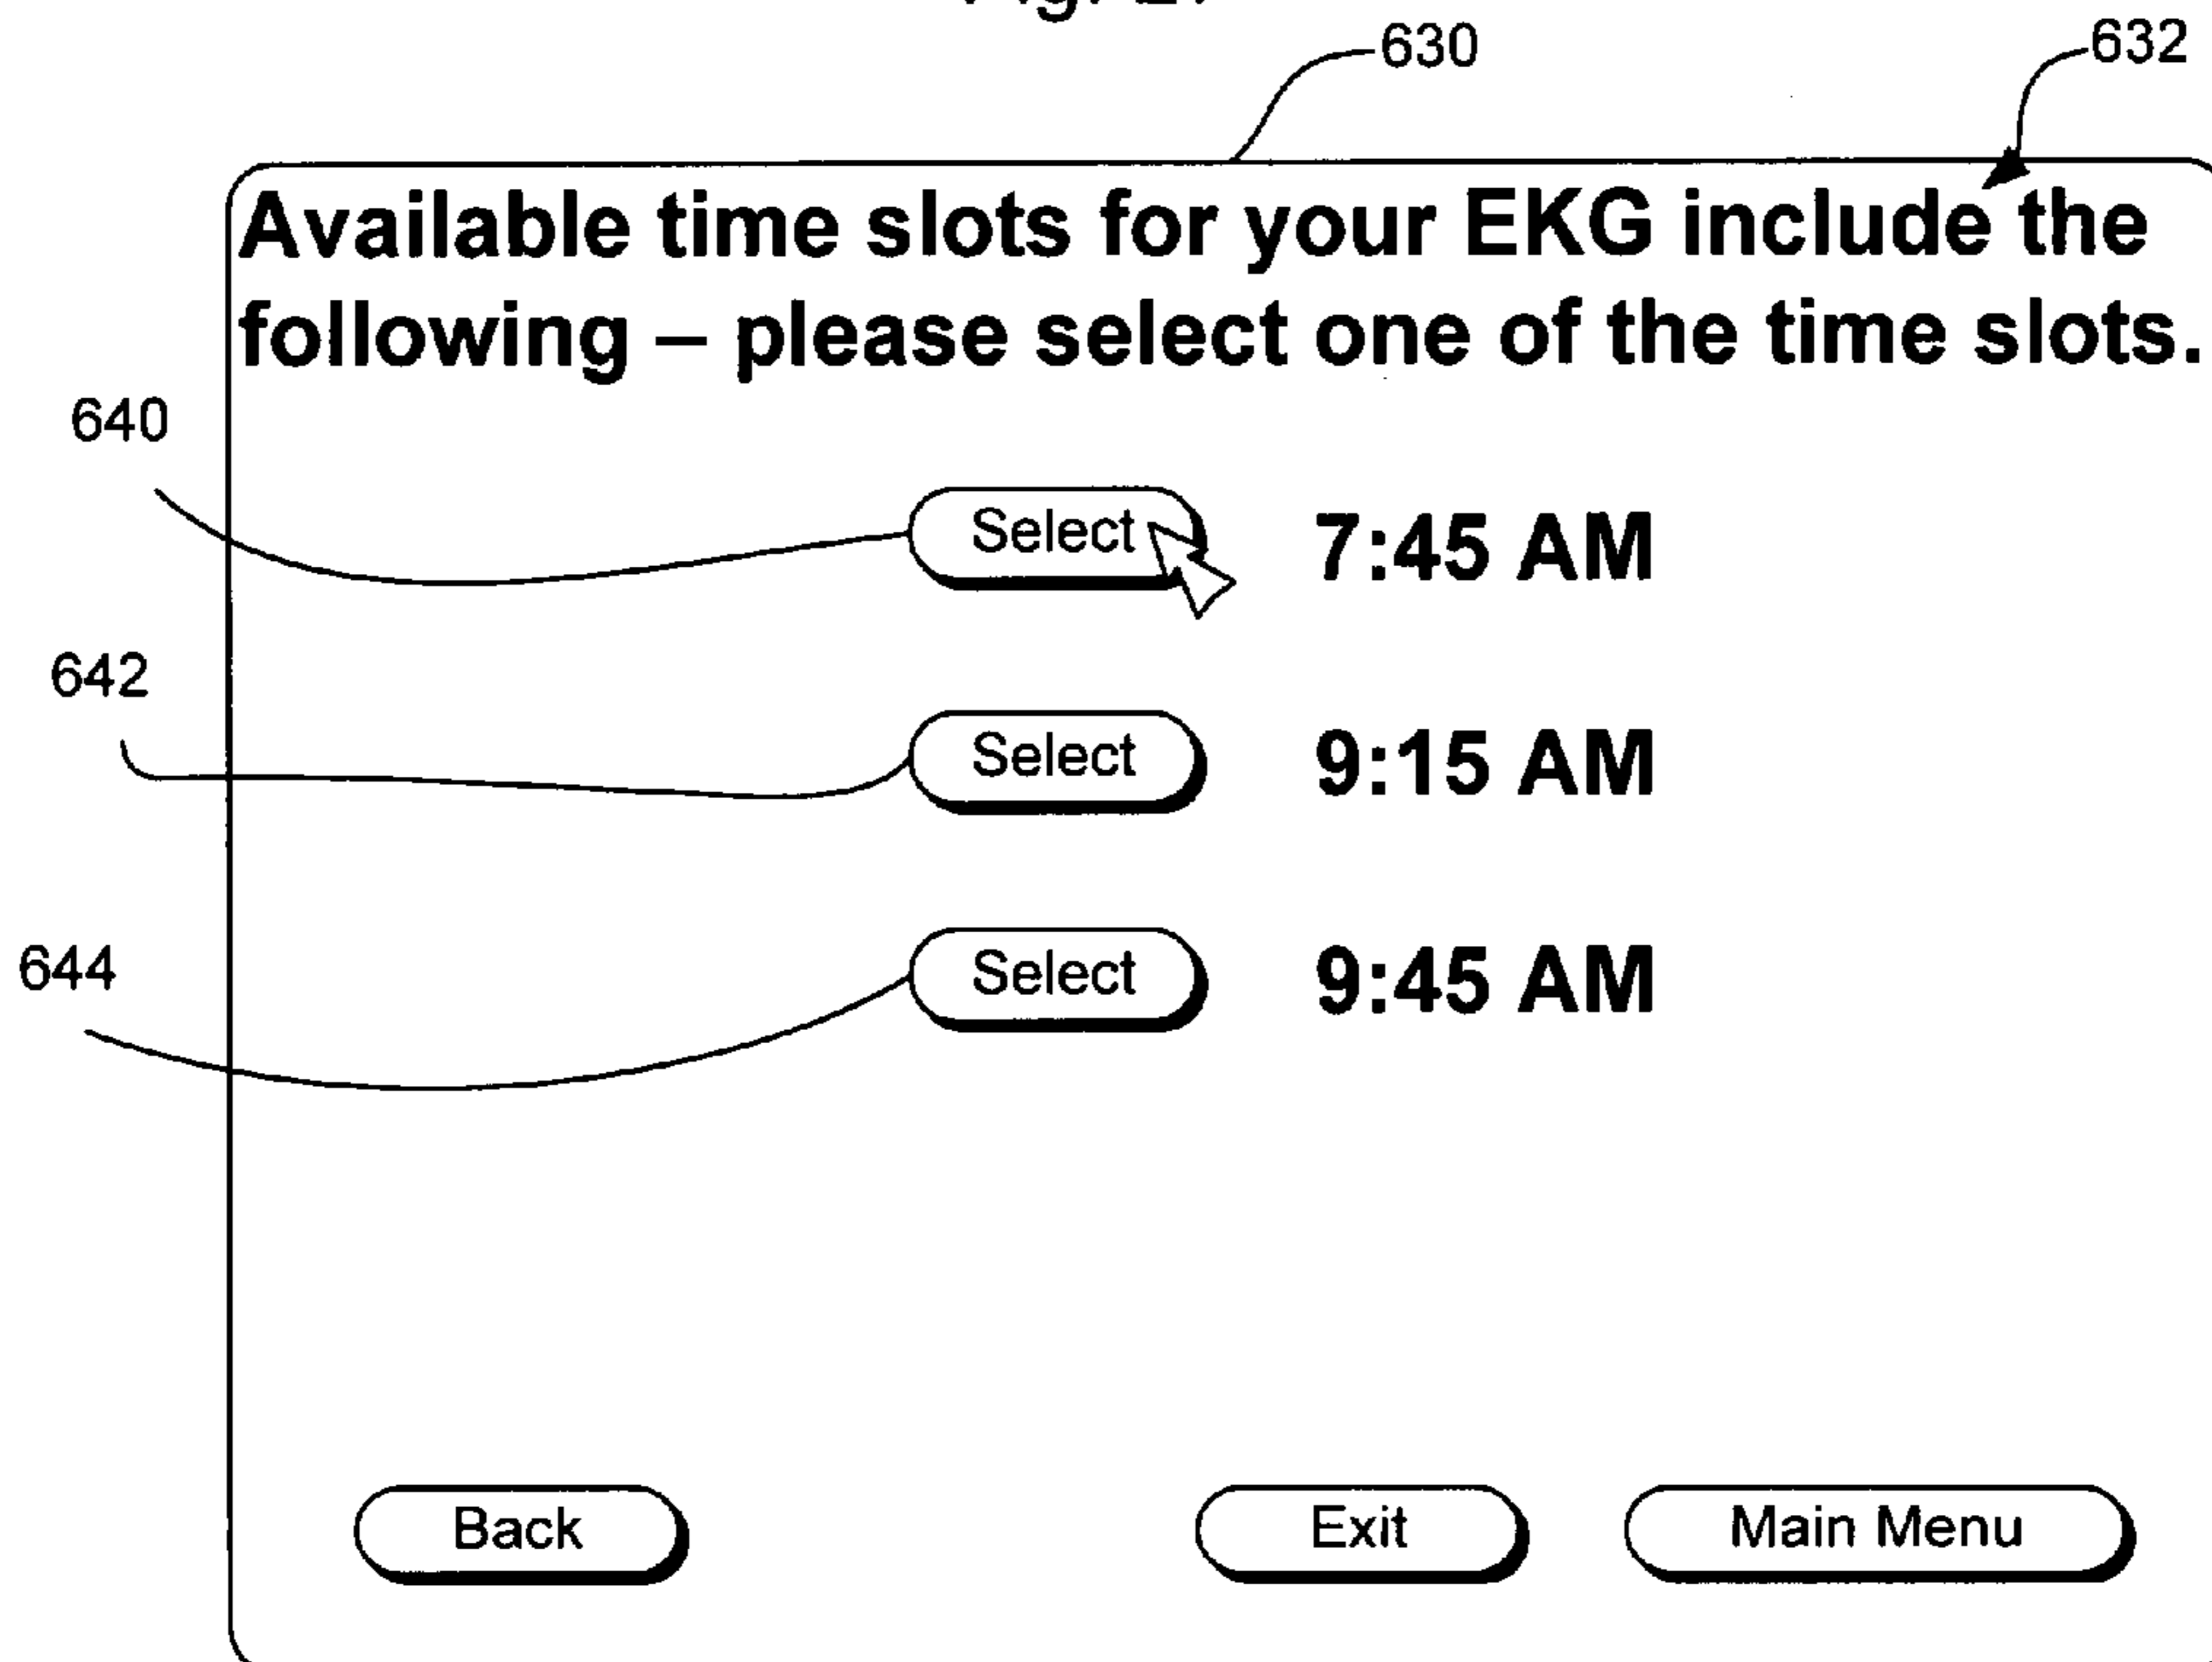 630
632
Available time slots for your EKG include the
following – please select one of the time slots.
640
Select 7:45 AM
642
Select 9:15 AM
644
Select 9:45 AM
Back Exit Main Menu